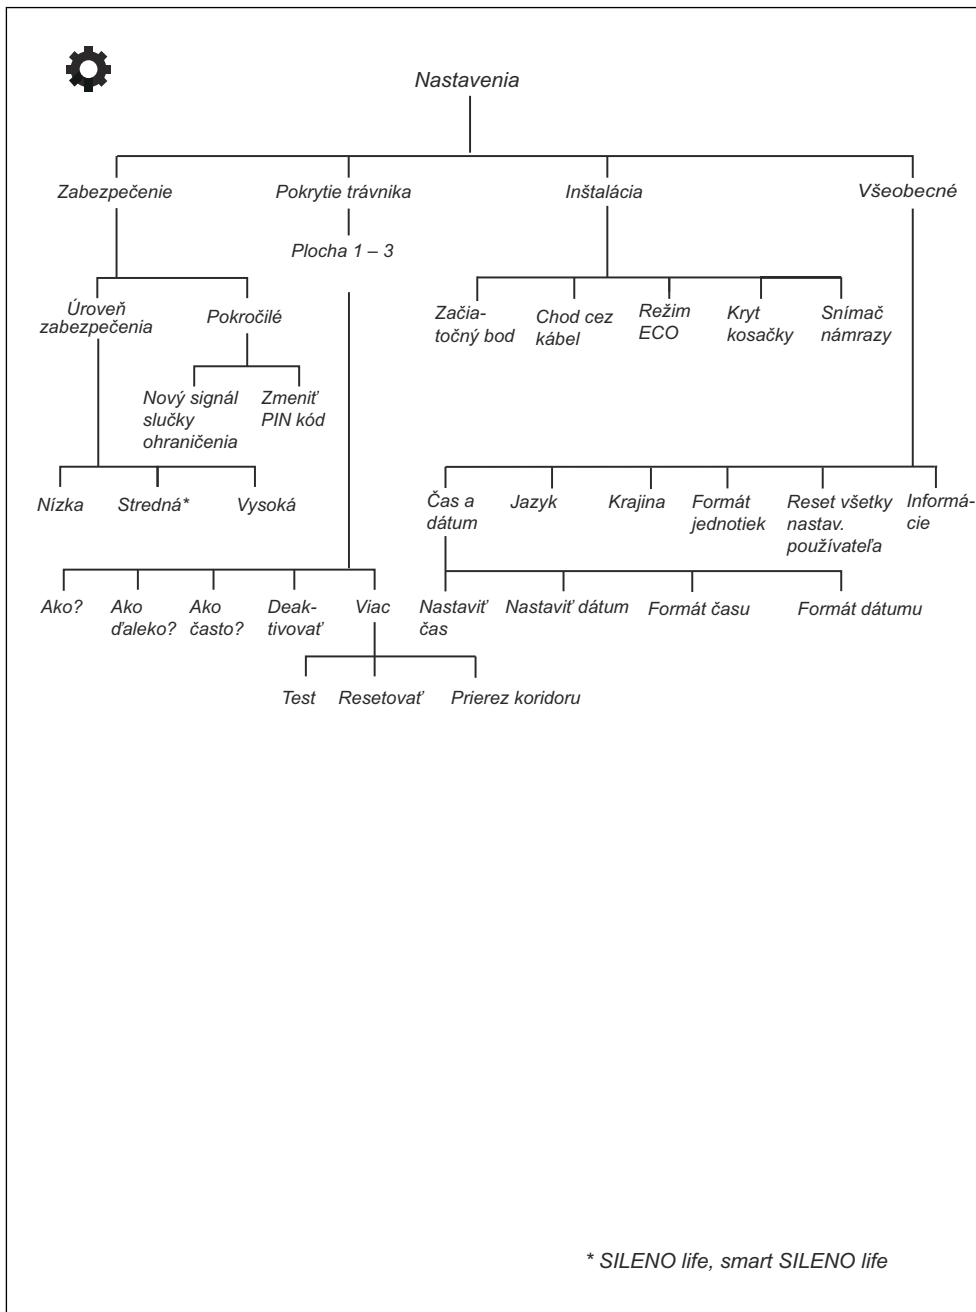 Nastavenia
Zabezpečenie
Pokrytie trávnika
Inštalácia
Všeobecné
Plocha 1 – 3
Úroveň
zabezpečenia
Pokročilé
Začia-
točný bod
Chod cez
kábel
Režim
ECO
Kryt
kosačky
Snímač
námrazy
Nový signál
slučky
ohraničenia
Zmeniť
PIN kód
Nízka
Stredná*
Vysoká
Čas a
dátum
Jazyk
Krajina
Formát
jednotiek
Reset všetky
nastav.
používateľa
Informá-
cie
Ako?
Ako
ďaleko?
Ako
často?
Deak-
tivovať
Viac
Nastaviť
čas
Nastaviť dátum
Formát času
Formát dátumu
Test
Resetovať
Prierez koridoru
* SILENO life, smart SILENO life